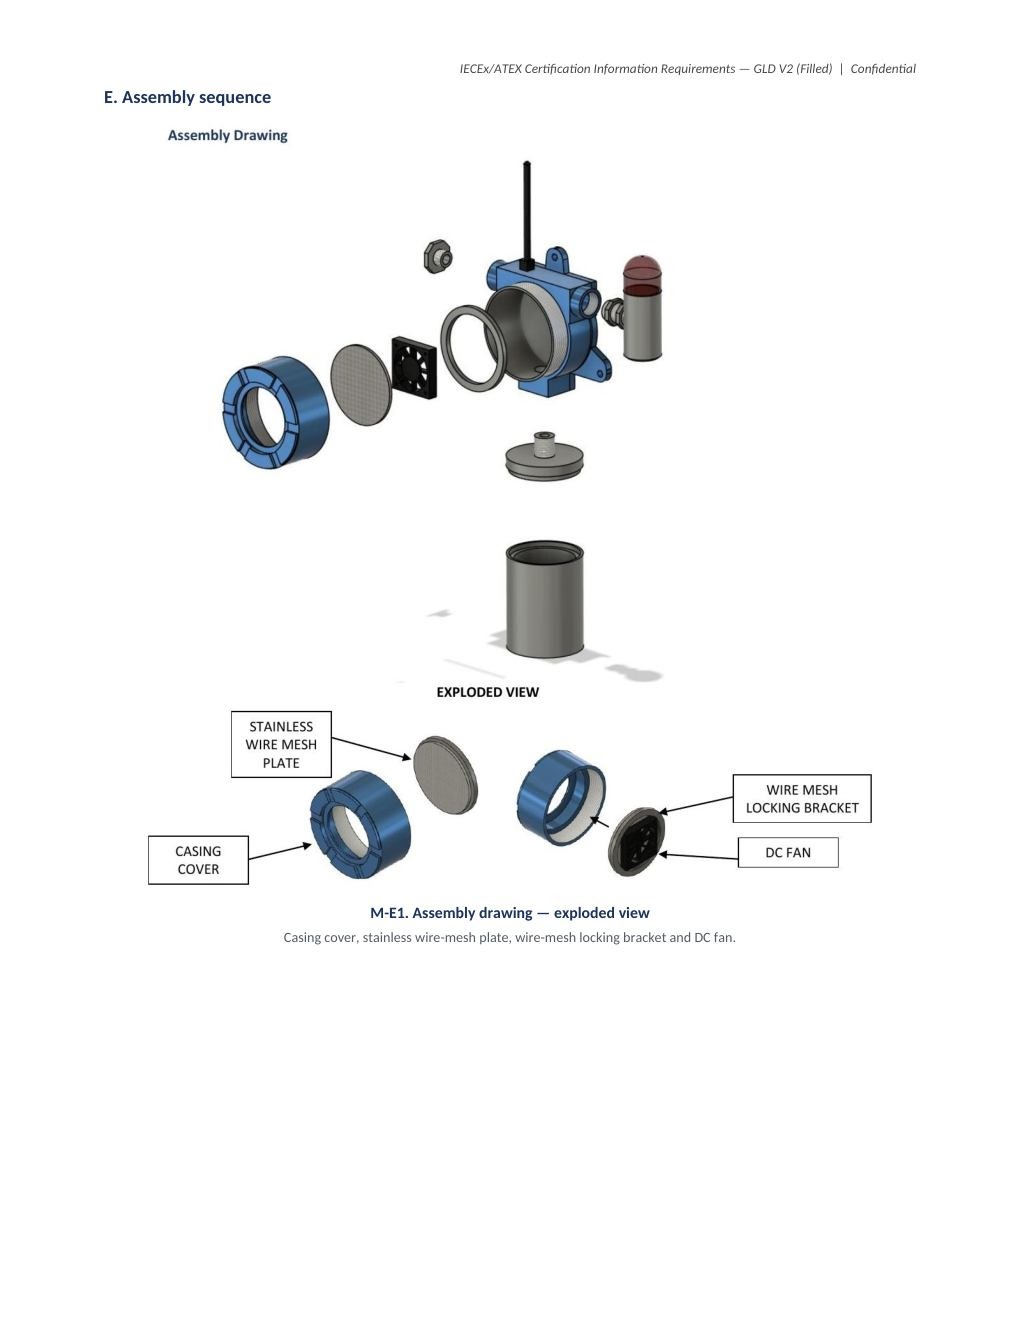 IECEx/ATEX Certification Information Requirements — GLD V2 (Filled) | Confidential
E. Assembly sequence
Assembly Drawing
EXPLODED VIEW
STAINLESS
WIRE MESH
PLATE
WIRE MESH
LOCKING BRACKET
CASING
COVER
DC FAN
M-E1. Assembly drawing — exploded view
Casing cover, stainless wire-mesh plate, wire-mesh locking bracket and DC fan.